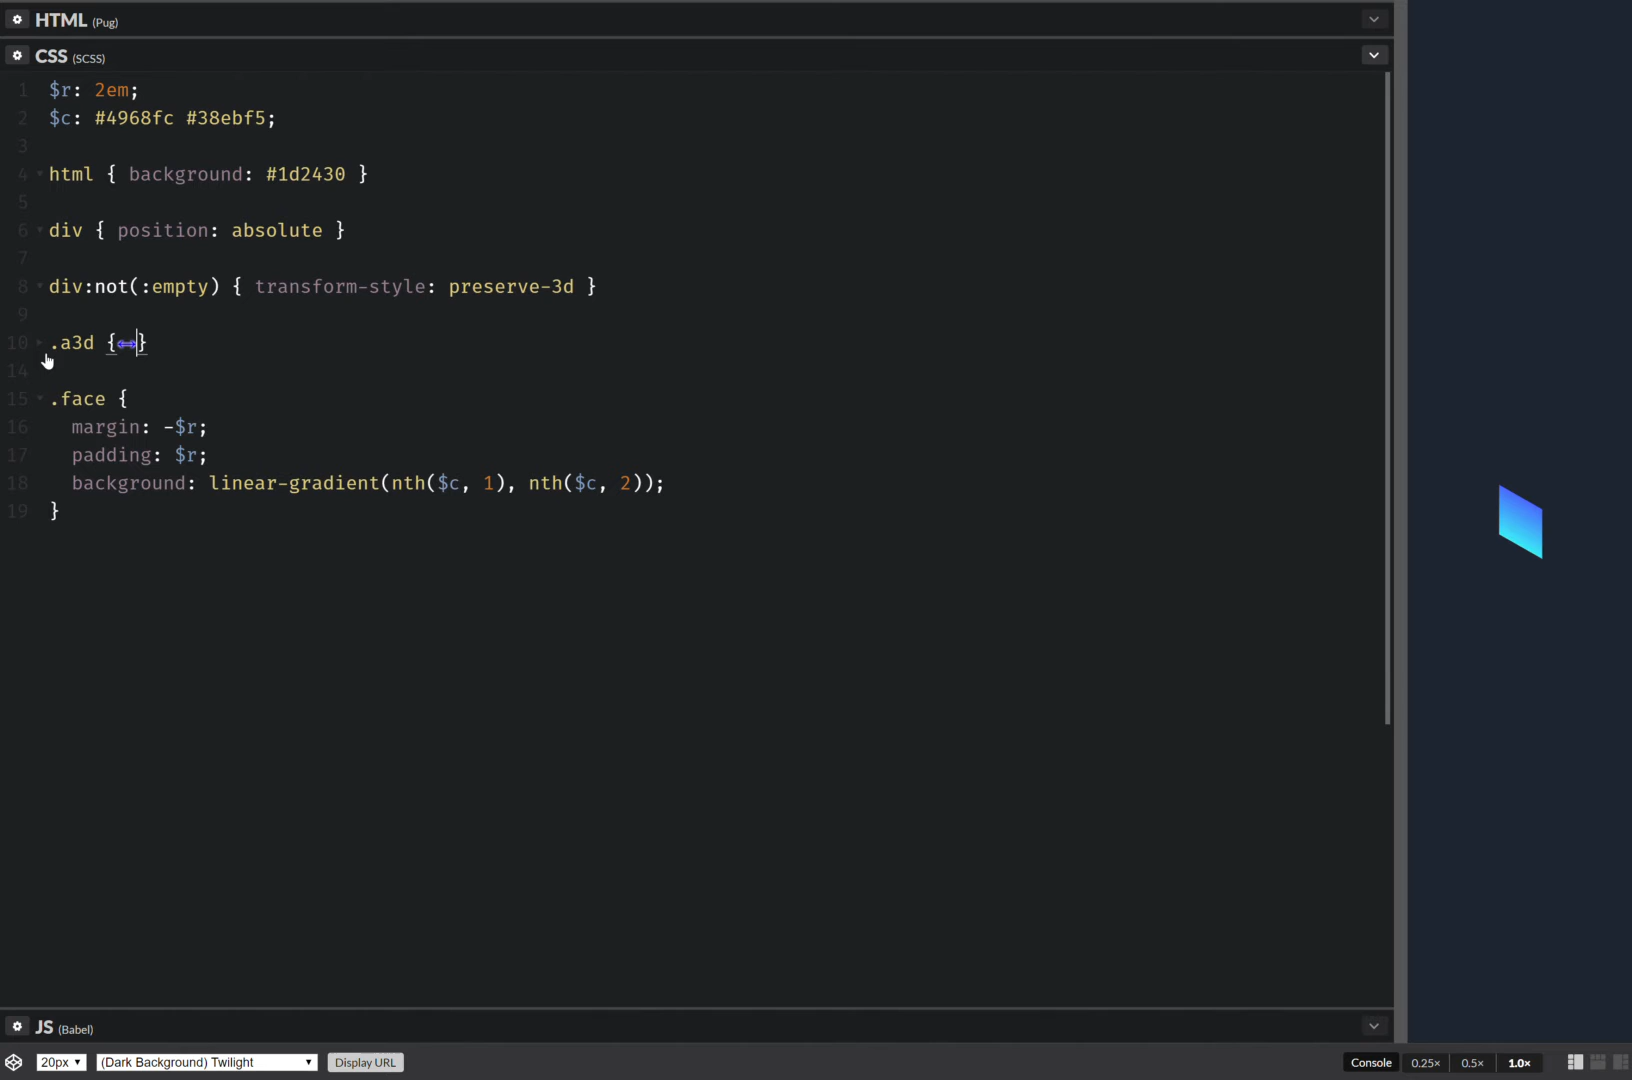 HTML (Pug)
CSS (SCSS)
1 $r: 2em;
2 $c: #4968fc #38ebf5;
3
4 html { background: #1d2430 }
5
6 div { position: absolute }
7
8 div:not(:empty) { transform-style: preserve-3d }
9
10 .a3d {↔}
14
15 .face {
16 margin: -$r;
17 padding: $r;
18 background: linear-gradient(nth($c, 1), nth($c, 2));
19 }
JS (Babel)
20px ▾ (Dark Background) Twilight ▾ Display URL Console 0.25× 0.5× 1.0×